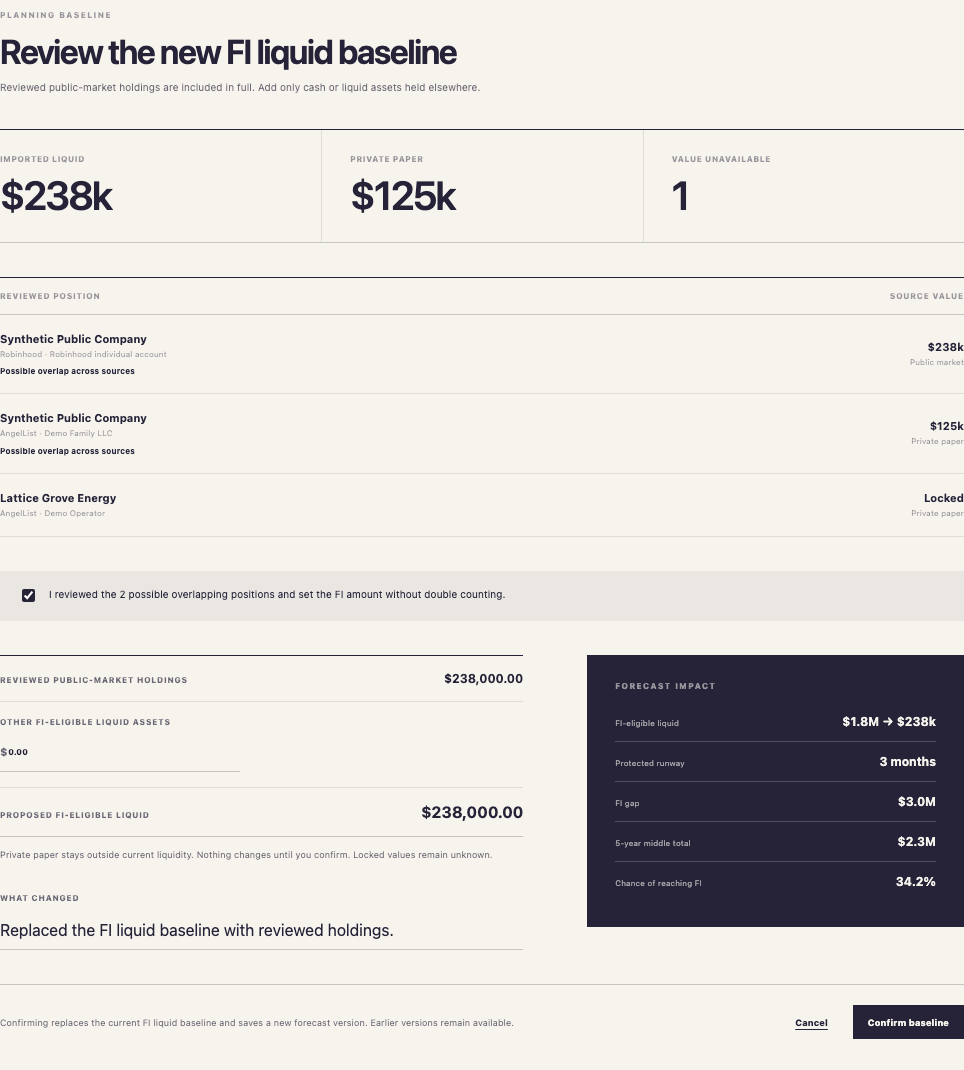 PLANNING BASELINE
Review the new FI liquid baseline
Reviewed public-market holdings are included in full. Add only cash or liquid assets held elsewhere.
IMPORTED LIQUID
$238k
PRIVATE PAPER
$125k
VALUE UNAVAILABLE
1
REVIEWED POSITION SOURCE VALUE
Synthetic Public Company
Robinhood · Robinhood individual account
Possible overlap across sources
$238k
Public market
Synthetic Public Company
AngelList · Demo Family LLC
Possible overlap across sources
$125k
Private paper
Lattice Grove Energy
AngelList · Demo Operator
Locked
Private paper
I reviewed the 2 possible overlapping positions and set the FI amount without double counting.
REVIEWED PUBLIC-MARKET HOLDINGS $238,000.00
OTHER FI-ELIGIBLE LIQUID ASSETS
$0.00
PROPOSED FI-ELIGIBLE LIQUID $238,000.00
Private paper stays outside current liquidity. Nothing changes until you confirm. Locked values remain unknown.
WHAT CHANGED
Replaced the FI liquid baseline with reviewed holdings.
FORECAST IMPACT
FI-eligible liquid $1.8M → $238k
Protected runway 3 months
FI gap $3.0M
5-year middle total $2.3M
Chance of reaching FI 34.2%
Confirming replaces the current FI liquid baseline and saves a new forecast version. Earlier versions remain available.
Cancel
Confirm baseline